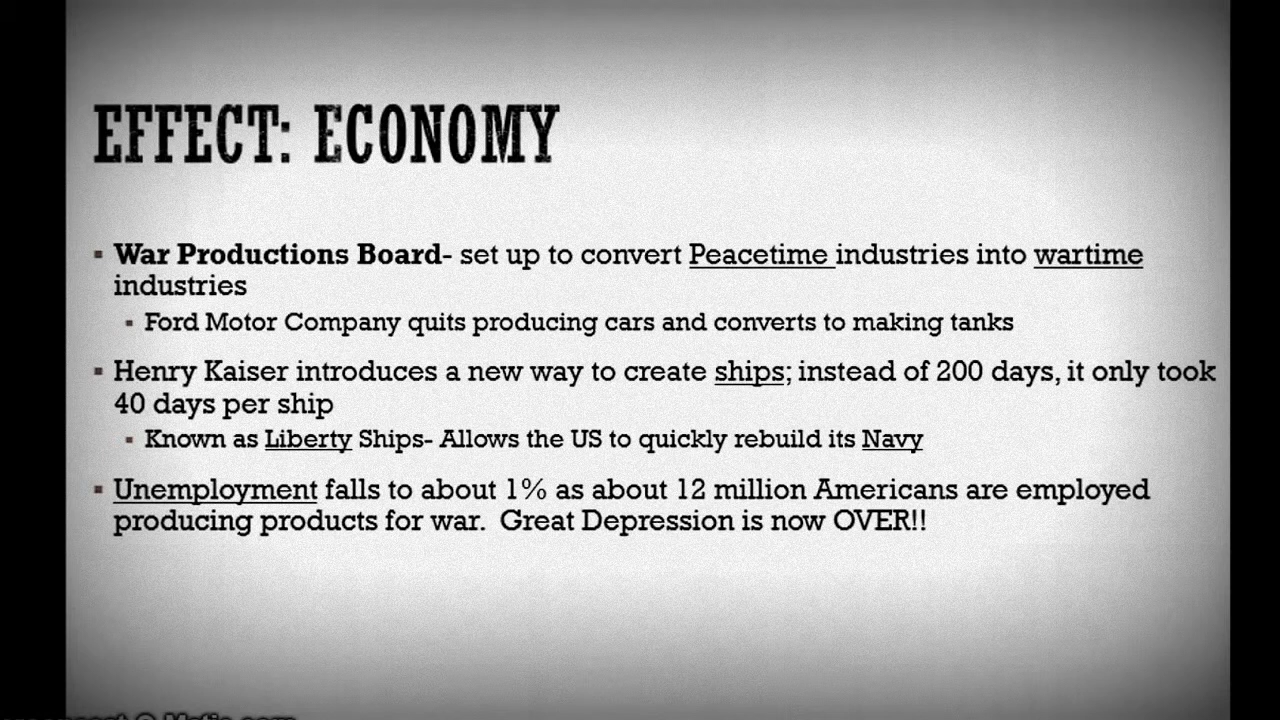 EFFECT: ECONOMY
▪ War Productions Board- set up to convert Peacetime industries into wartime
industries
▪ Ford Motor Company quits producing cars and converts to making tanks
▪ Henry Kaiser introduces a new way to create ships; instead of 200 days, it only took
40 days per ship
▪ Known as Liberty Ships- Allows the US to quickly rebuild its Navy
▪ Unemployment falls to about 1% as about 12 million Americans are employed
producing products for war. Great Depression is now OVER!!